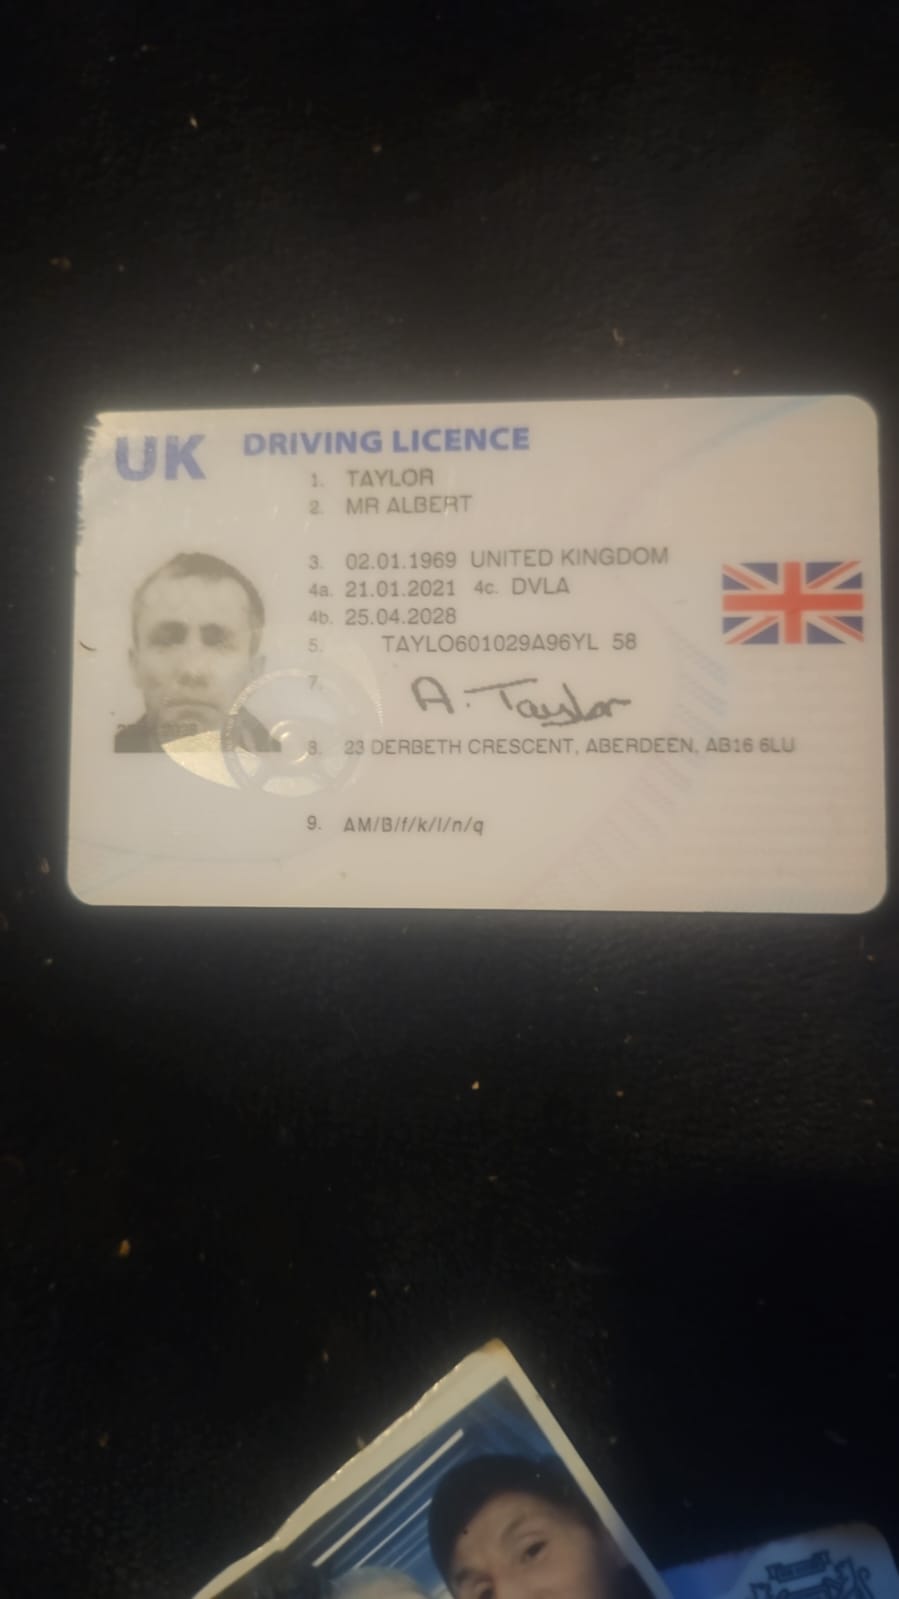 UK DRIVING LICENCE
1. TAYLOR
2. MR ALBERT
3. 02.01.1969 UNITED KINGDOM
4a. 21.01.2021 4c. DVLA
4b. 25.04.2028
5. TAYLO601029A96YL 58
7. A. Taylor
8. 23 DERBETH CRESCENT, ABERDEEN, AB16 6LU
9. AM/B/f/k/l/n/q